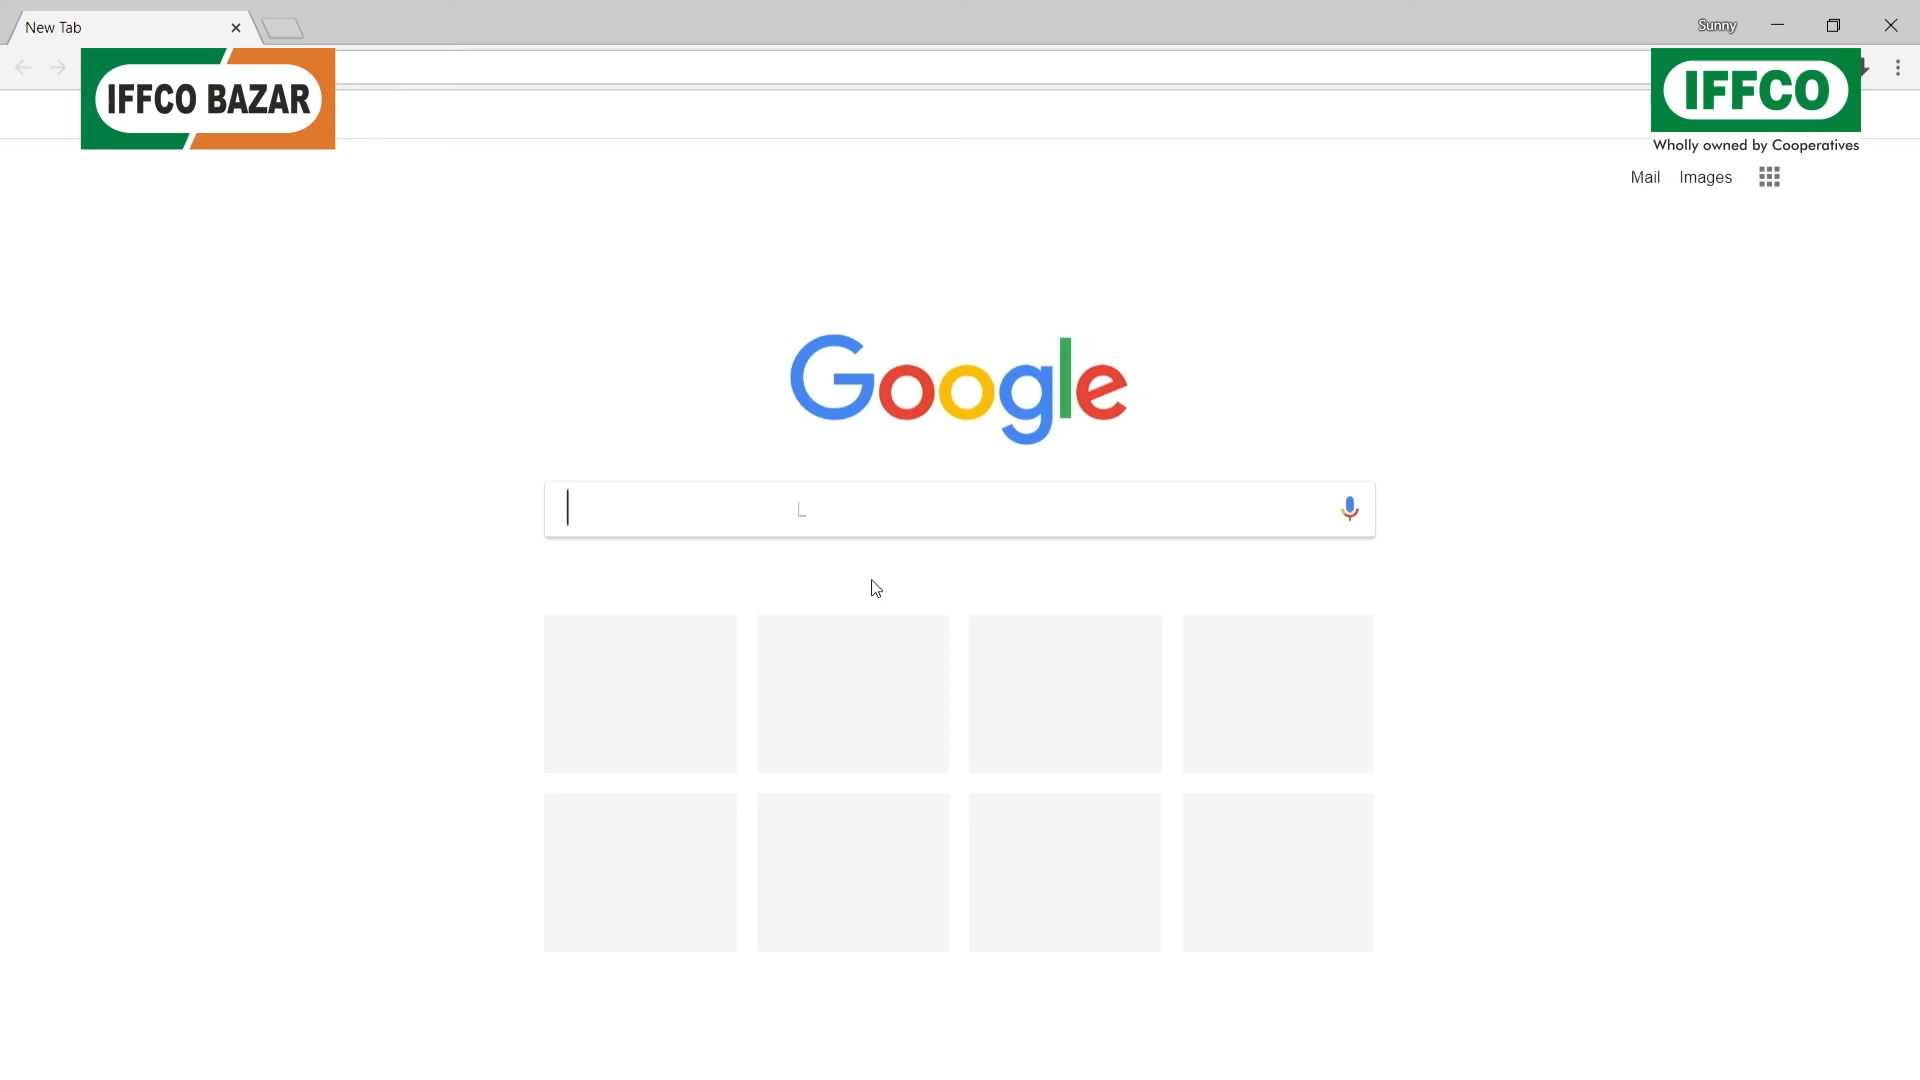 New Tab
Sunny
IFFCO BAZAR
IFFCO
Wholly owned by Cooperatives
Mail Images
Google